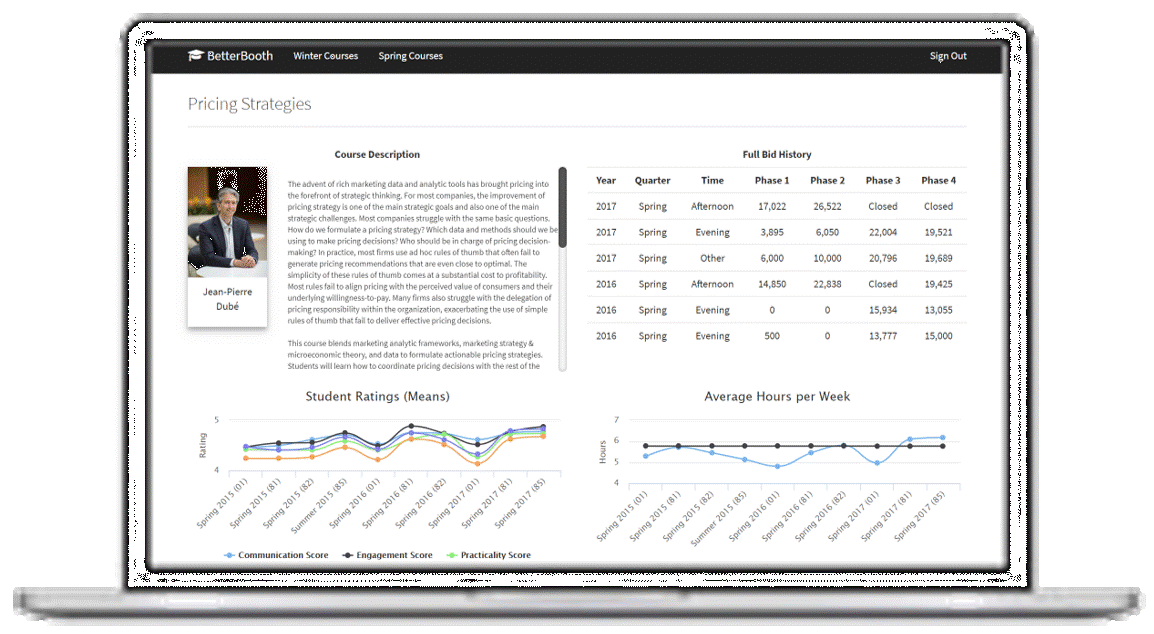 BetterBooth Winter Courses Spring Courses Sign Out
Pricing Strategies
Course Description
Jean-Pierre
Dubé
The advent of rich marketing data and analytic tools has brought pricing into
the forefront of strategic thinking. For most companies, the improvement of
pricing strategy is one of the main strategic goals and also one of the main
strategic challenges. Most companies struggle with the same basic questions.
How do we formulate a pricing strategy? Which data and methods should we be
using to make pricing decisions? Who should be in charge of pricing decision-
making? In practice, most firms use ad hoc rules of thumb that often fail to
generate pricing recommendations that are even close to optimal. The
simplicity of these rules of thumb comes at a substantial cost to profitability.
Most rules fail to align pricing with the perceived value of consumers and their
underlying willingness-to-pay. Many firms also struggle with the delegation of
pricing responsibility within the organization, exacerbating the use of simple
rules of thumb that fail to deliver effective pricing decisions.
This course blends marketing analytic frameworks, marketing strategy &
microeconomic theory, and data to formulate actionable pricing strategies.
Students will learn how to coordinate pricing decisions with the rest of the
Full Bid History
Year Quarter Time Phase 1 Phase 2 Phase 3 Phase 4
2017 Spring Afternoon 17,022 26,522 Closed Closed
2017 Spring Evening 3,895 6,050 22,004 19,521
2017 Spring Other 6,000 10,000 20,796 19,689
2016 Spring Afternoon 14,850 22,838 Closed 19,425
2016 Spring Evening 0 0 15,934 13,055
2016 Spring Evening 500 0 13,777 15,000
Student Ratings (Means)
5
Rating
4
Spring 2015 (01)
Spring 2015 (81)
Spring 2015 (82)
Summer 2015 (85)
Spring 2016 (01)
Spring 2016 (81)
Spring 2016 (82)
Spring 2017 (01)
Spring 2017 (81)
Spring 2017 (85)
Communication Score Engagement Score Practicality Score
Average Hours per Week
7
6
Hours
5
4
Spring 2015 (01)
Spring 2015 (81)
Spring 2015 (82)
Summer 2015 (85)
Spring 2016 (01)
Spring 2016 (81)
Spring 2016 (82)
Spring 2017 (01)
Spring 2017 (81)
Spring 2017 (85)